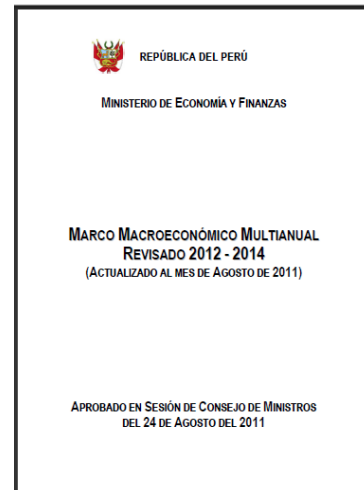 REPÚBLICA DEL PERÚ
MINISTERIO DE ECONOMÍA Y FINANZAS
MARCO MACROECONÓMICO MULTIANUAL
REVISADO 2012 - 2014
(ACTUALIZADO AL MES DE AGOSTO DE 2011)
APROBADO EN SESIÓN DE CONSEJO DE MINISTROS
DEL 24 DE AGOSTO DEL 2011